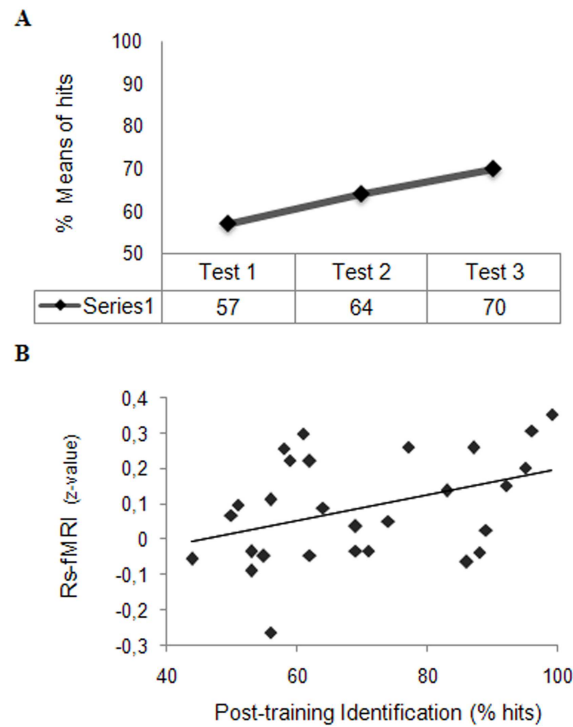 A
% Means of hits
100
90
80
70
60
50
Test 1 Test 2 Test 3
Series1 57 64 70
B
Rs-fMRI (z-value)
0,4
0,3
0,2
0,1
0
-0,1
-0,2
-0,3
40 60 80 100
Post-training Identification (% hits)